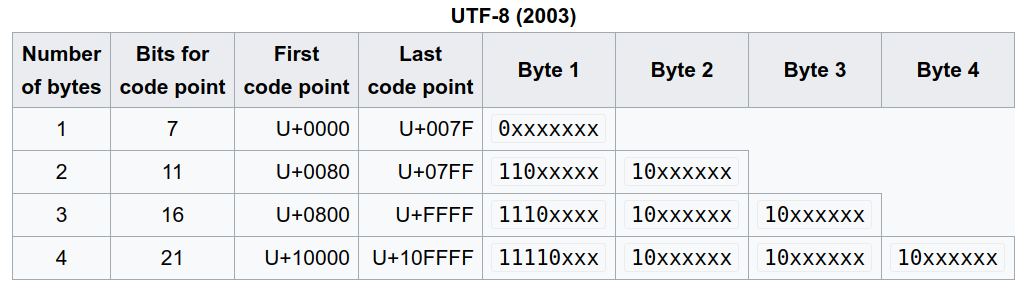 UTF-8 (2003)
Number of bytes Bits for code point First code point Last code point Byte 1 Byte 2 Byte 3 Byte 4
1 7 U+0000 U+007F 0xxxxxxx
2 11 U+0080 U+07FF 110xxxxx 10xxxxxx
3 16 U+0800 U+FFFF 1110xxxx 10xxxxxx 10xxxxxx
4 21 U+10000 U+10FFFF 11110xxx 10xxxxxx 10xxxxxx 10xxxxxx